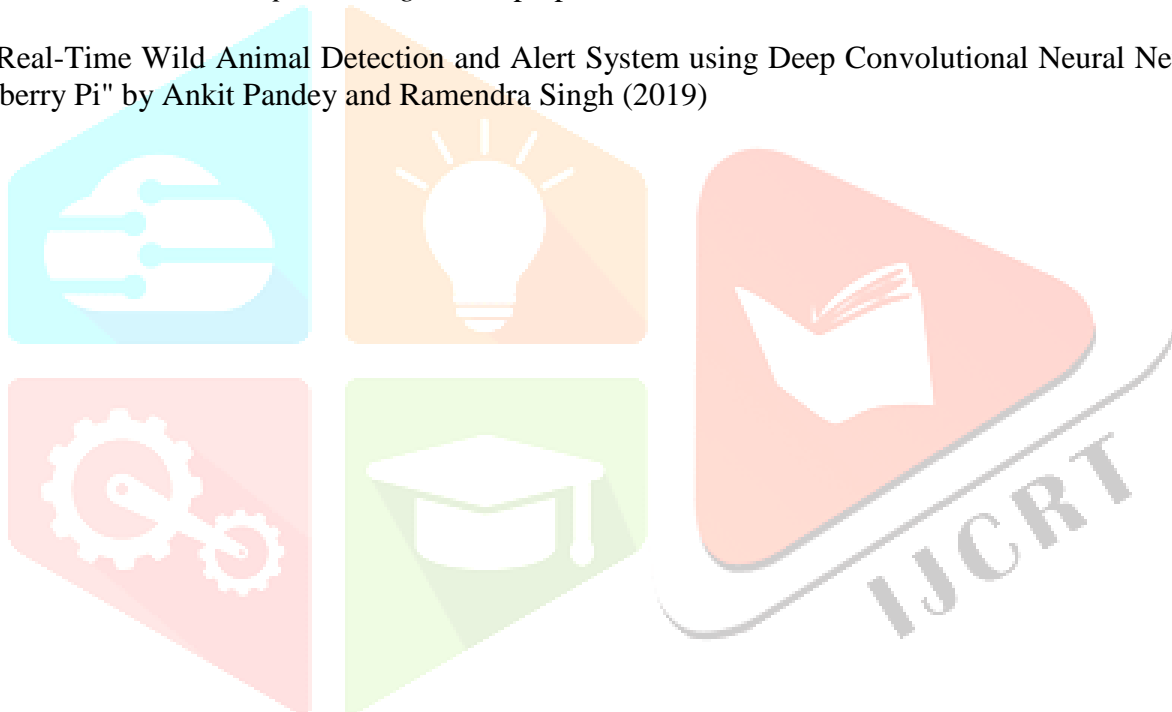 Real-Time Wild Animal Detection and Alert System using Deep Convolutional Neural Ne
berry Pi" by Ankit Pandey and Ramendra Singh (2019)
IJCRT